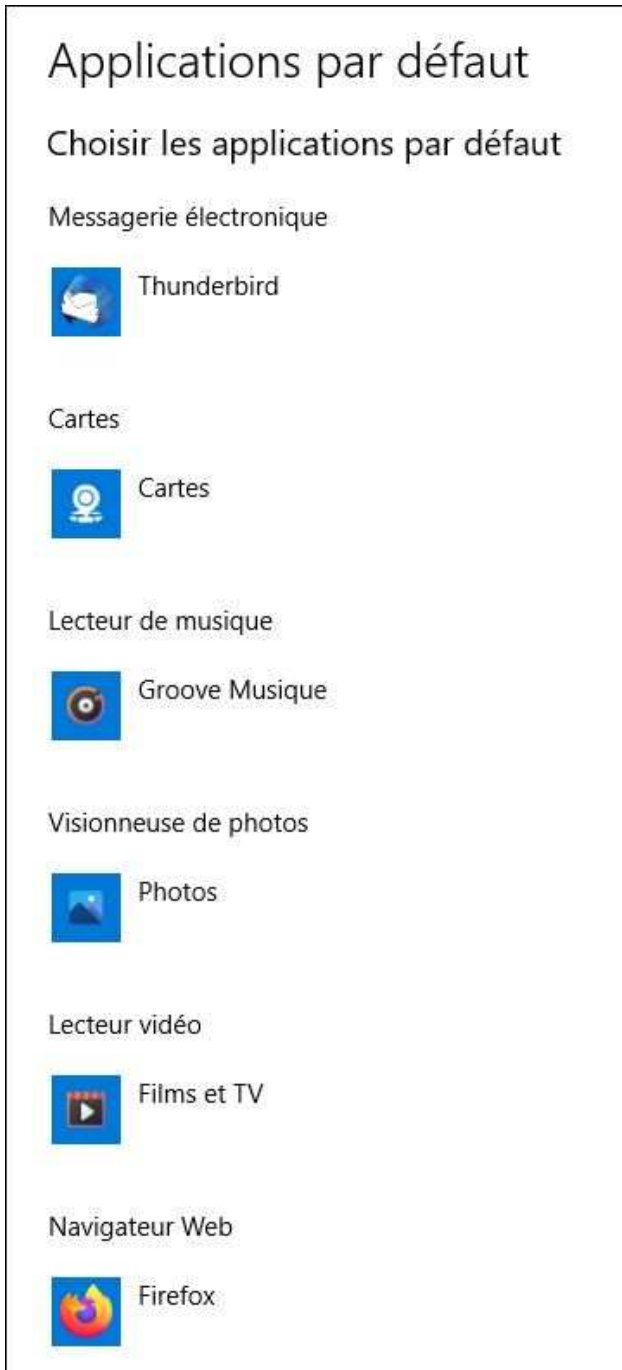 Applications par défaut
Choisir les applications par défaut
Messagerie électronique
Thunderbird
Cartes
Cartes
Lecteur de musique
Groove Musique
Visionneuse de photos
Photos
Lecteur vidéo
Films et TV
Navigateur Web
Firefox